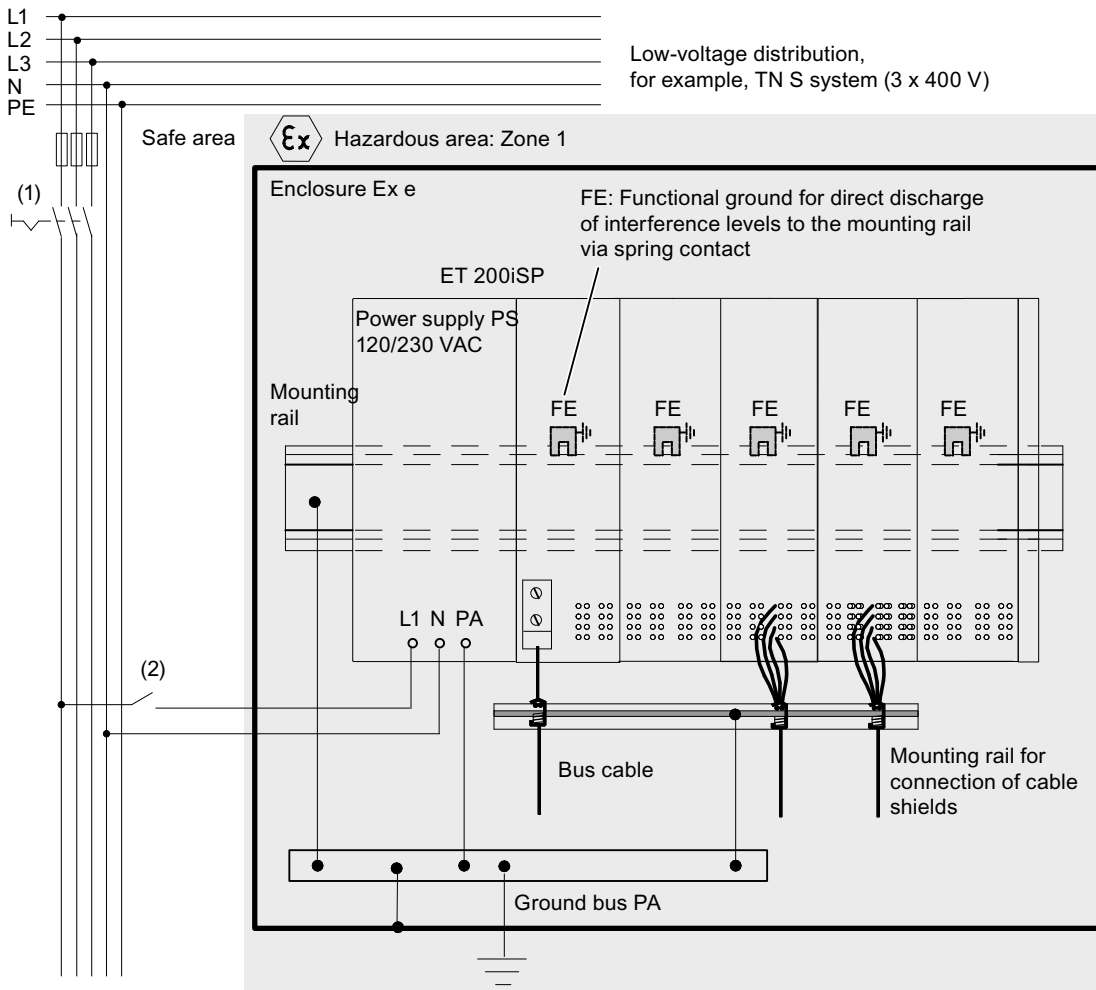 L1
L2
L3
N
PE
Low-voltage distribution,
for example, TN S system (3 x 400 V)
Safe area
Ex
Hazardous area: Zone 1
(1)
Enclosure Ex e
FE: Functional ground for direct discharge
of interference levels to the mounting rail
via spring contact
ET 200iSP
Power supply PS
120/230 VAC
Mounting
rail
FE
FE
FE
FE
FE
L1 N PA
(2)
Bus cable
Mounting rail for
connection of cable
shields
Ground bus PA